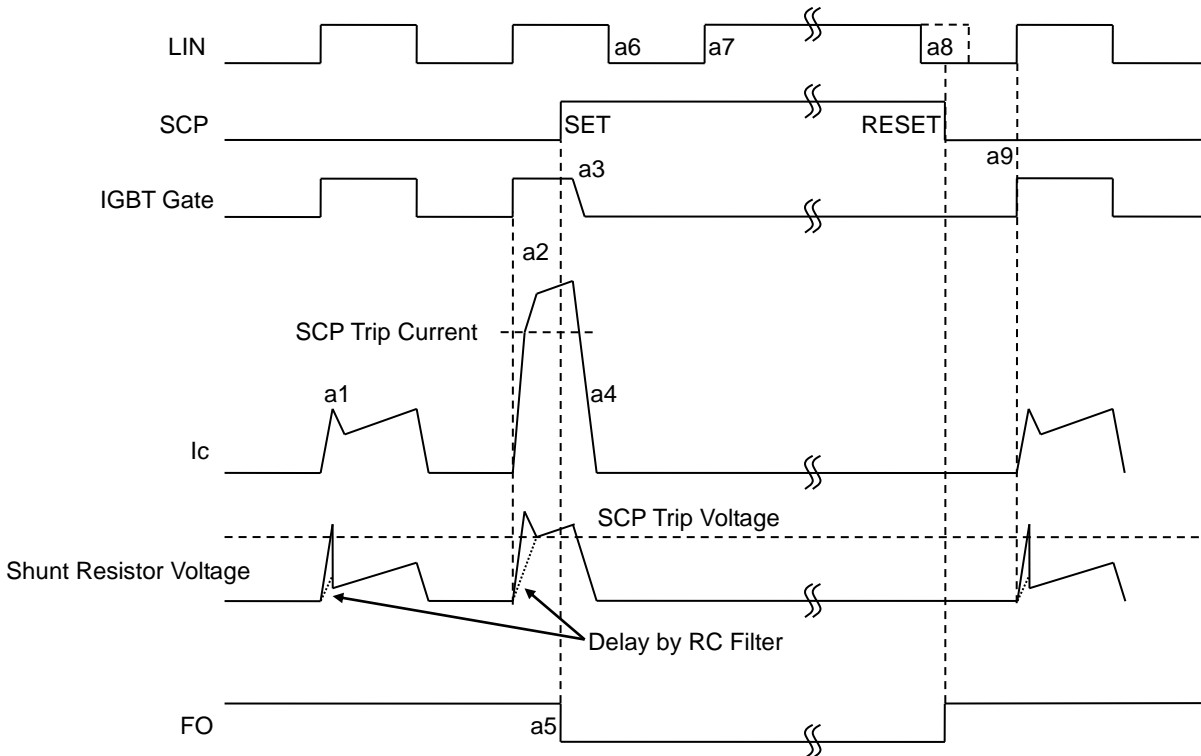 LIN
a6
a7
a8
SCP
SET
RESET
a9
a3
IGBT Gate
a2
SCP Trip Current
a1
a4
Ic
SCP Trip Voltage
Shunt Resistor Voltage
Delay by RC Filter
FO
a5